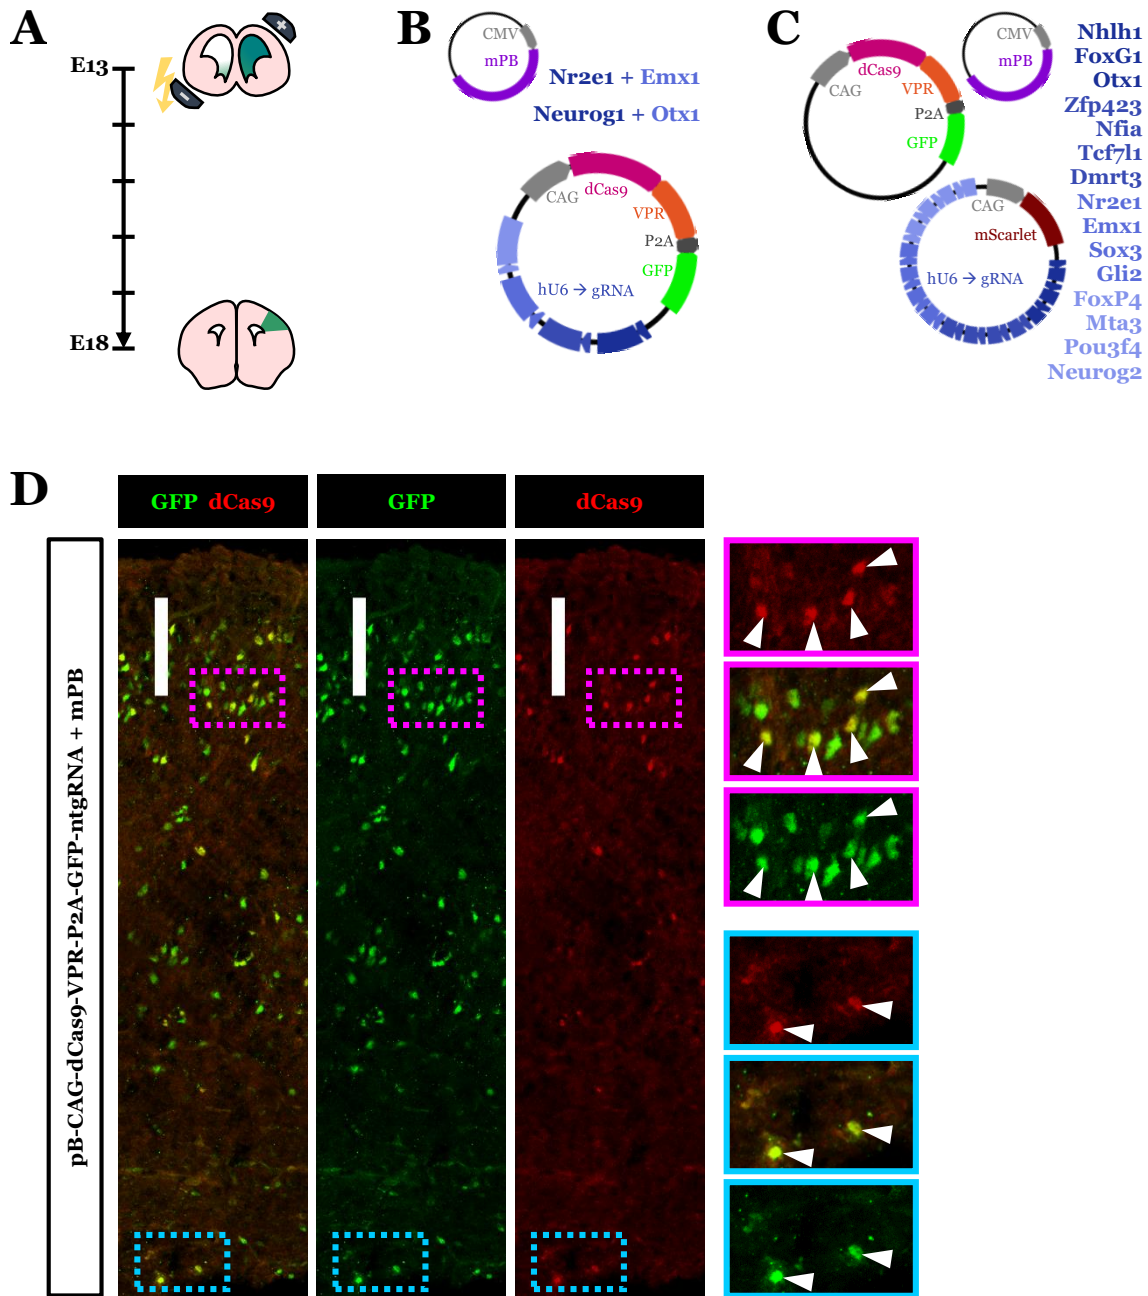 A
E13
E18
+
-
B
CMV
mPB
Nr2e1 + Emx1
Neurog1 + Otx1
CAG
dCas9
VPR
P2A
GFP
hU6 → gRNA
C
CAG
dCas9
VPR
P2A
GFP
CMV
mPB
CAG
mScarlet
hU6 → gRNA
Nhlh1
FoxG1
Otx1
Zfp423
Nfia
Tcf7l1
Dmrt3
Nr2e1
Emx1
Sox3
Gli2
FoxP4
Mta3
Pou3f4
Neurog2
D
GFP dCas9
GFP
dCas9
pB-CAG-dCas9-VPR-P2A-GFP-ntgRNA + mPB